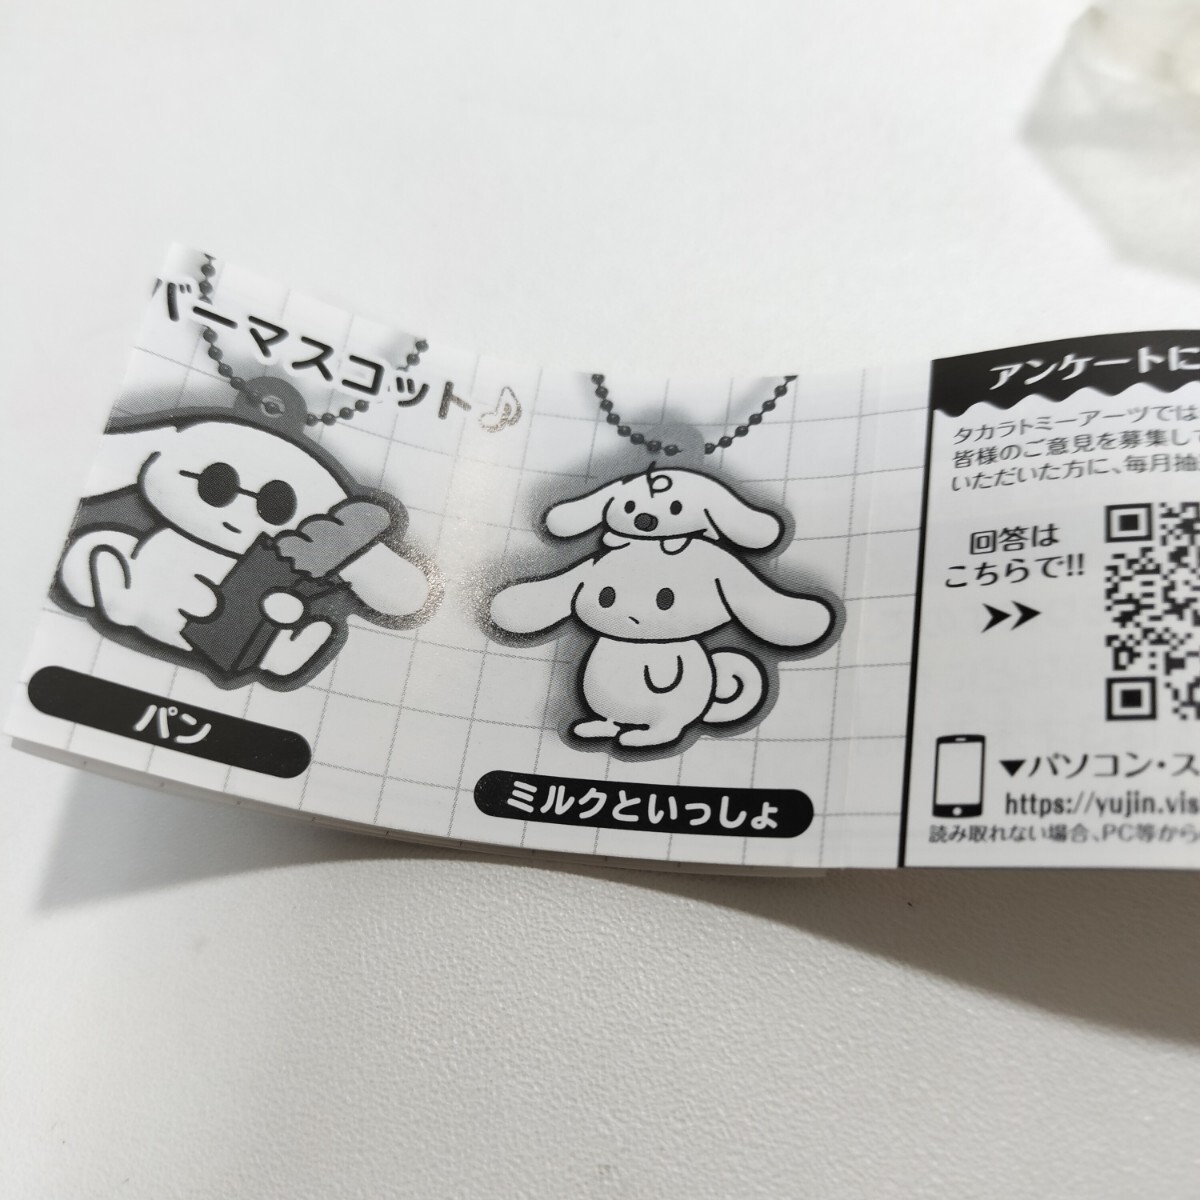 バーマスコット♪
パン
ミルクといっしょ
アンケートに
タカラトミーアーツでは
皆様のご意見を募集して
いただいた方に、毎月抽
回答は
こちらで!!
▼パソコン・ス
https://yujin.vis
読み取れない場合、PC等から